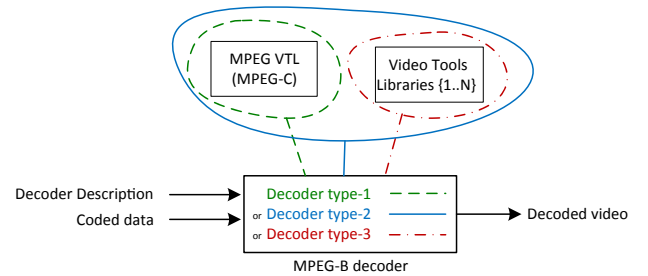 MPEG VTL
(MPEG-C)
Video Tools
Libraries {1..N}
Decoder Description
Coded data
Decoder type-1
or Decoder type-2
or Decoder type-3
Decoded video
MPEG-B decoder